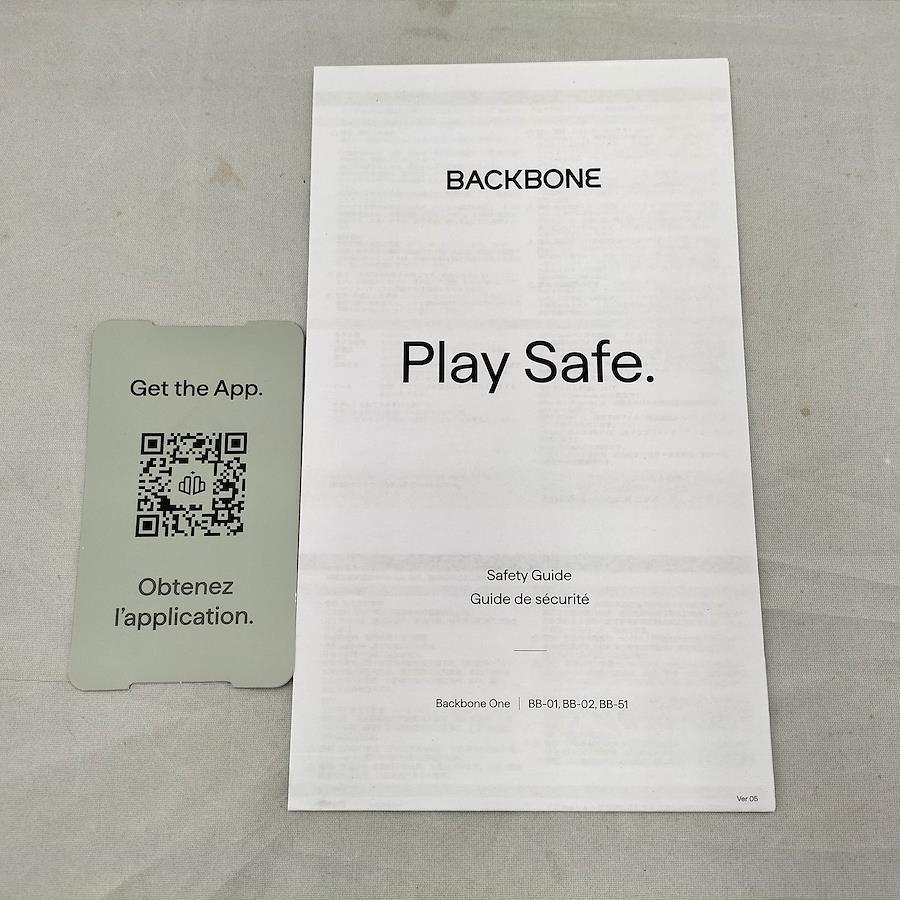 Get the App.
Obtenez
l'application.
BACKBONE
Play Safe.
Safety Guide
Guide de sécurité
Backbone One | BB-01, BB-02, BB-51
Ver 05